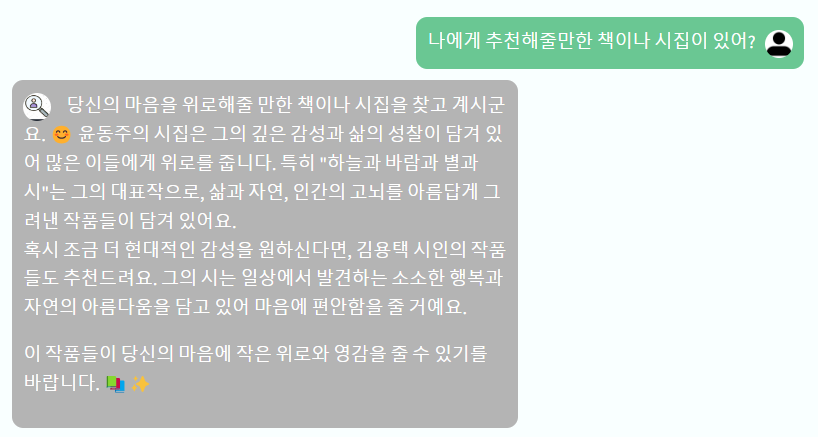 나에게 추천해줄만한 책이나 시집이 있어?
당신의 마음을 위로해줄 만한 책이나 시집을 찾고 계시군
요. 😊 윤동주의 시집은 그의 깊은 감성과 삶의 성찰이 담겨 있
어 많은 이들에게 위로를 줍니다. 특히 "하늘과 바람과 별과
시"는 그의 대표작으로, 삶과 자연, 인간의 고뇌를 아름답게 그
려낸 작품들이 담겨 있어요.
혹시 조금 더 현대적인 감성을 원하신다면, 김용택 시인의 작품
들도 추천드려요. 그의 시는 일상에서 발견하는 소소한 행복과
자연의 아름다움을 담고 있어 마음에 편안함을 줄 거예요.
이 작품들이 당신의 마음에 작은 위로와 영감을 줄 수 있기를
바랍니다. 📚 ✨